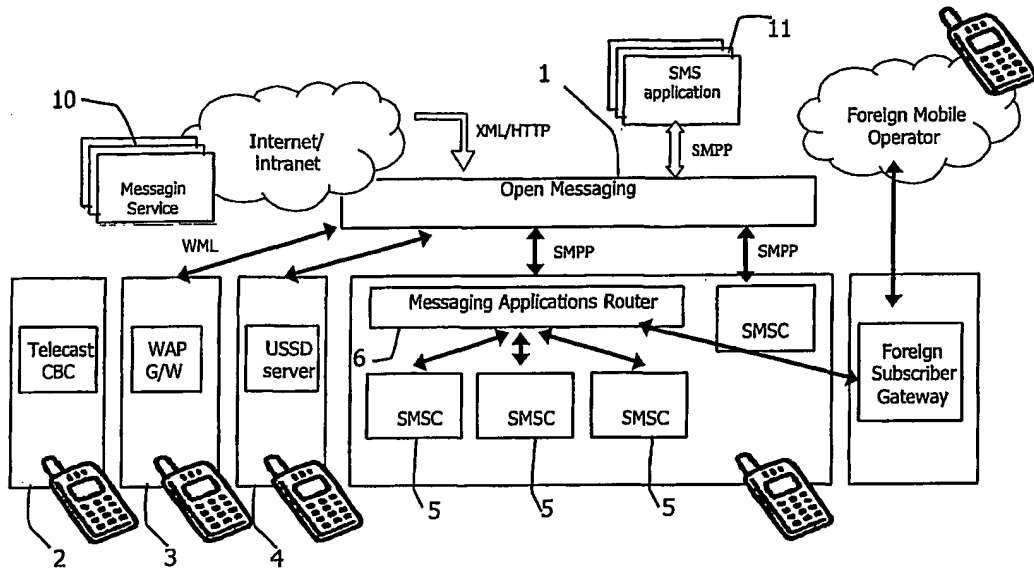 11
SMS
application
1
10
Foreign Mobile
Operator
Internet/
intranet
XML/HTTP
SMPP
Messagin
Service
Open Messaging
WML
SMPP
SMPP
Messaging Applications Router
Telecast
CBC
WAP
G/W
USSD
server
6
SMSC
Foreign
Subscriber
Gateway
SMSC
SMSC
SMSC
2
3
4
5
5
5